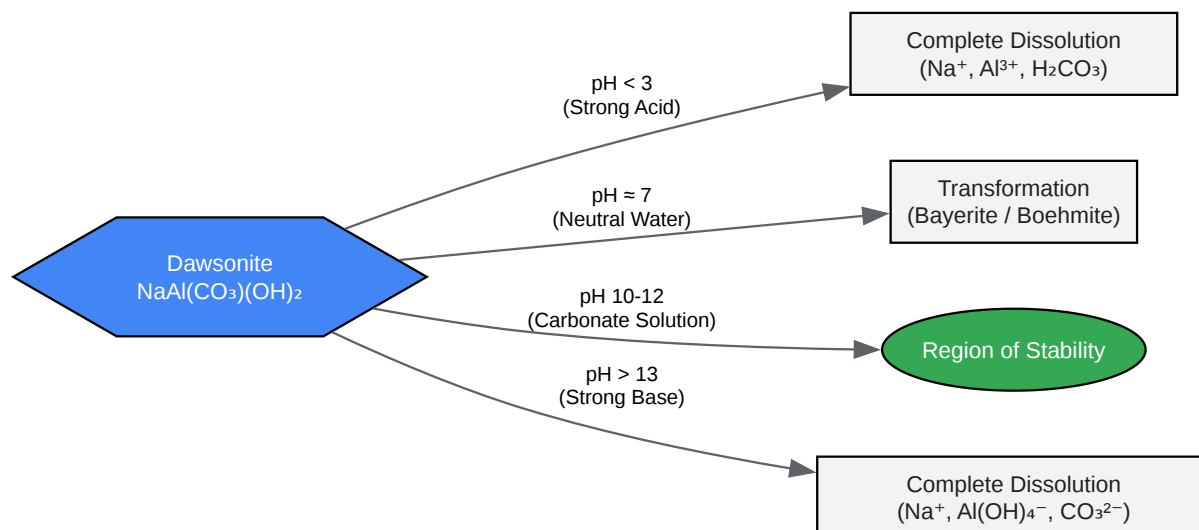 Complete Dissolution
(Na⁺, Al³⁺, H₂CO₃)
pH < 3
(Strong Acid)
pH ≈ 7
(Neutral Water)
Transformation
(Bayerite / Boehmite)
Dawsonite
NaAl(CO₃)(OH)₂
pH 10-12
(Carbonate Solution)
Region of Stability
pH > 13
(Strong Base)
Complete Dissolution
(Na⁺, Al(OH)₄⁻, CO₃²⁻)